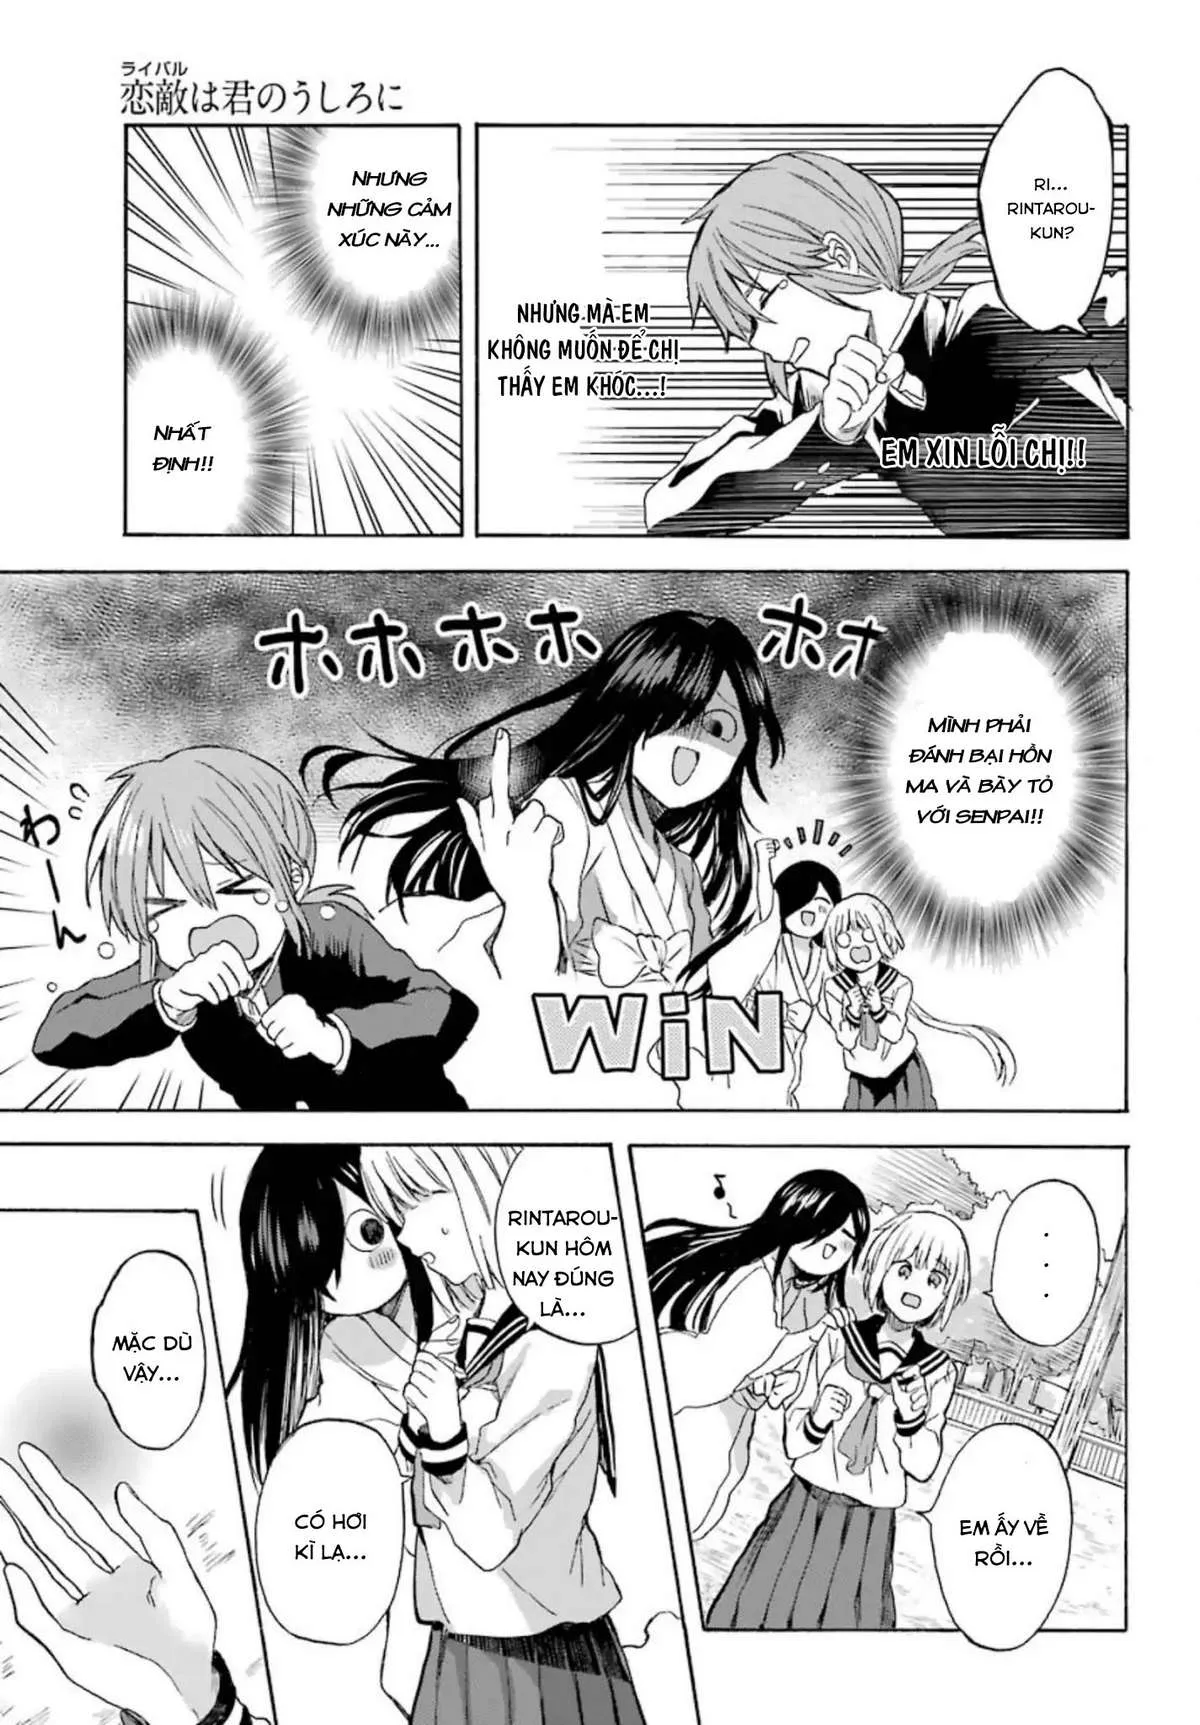 ライバル
恋敵は君のうしろに
RI...
RINTAROU-
KUN?
NHƯNG MÀ EM
KHÔNG MUỐN ĐỂ CHỊ
THẤY EM KHÓC...!
EM XIN LỖI CHỊ!!
NHƯNG
NHỮNG CẢM
XÚC NÀY...
NHẤT
ĐỊNH!!
MÌNH PHẢI
ĐÁNH BẠI HỒN
MA VÀ BÀY TỎ
VỚI SENPAI!!
ホホホホ ホホ
WiN
わーん
...
EM ẤY VỀ
RỒI...
RINTAROU-
KUN HÔM
NAY ĐÚNG
LÀ...
CÓ HƠI
KÌ LẠ...
MẶC DÙ
VẬY...